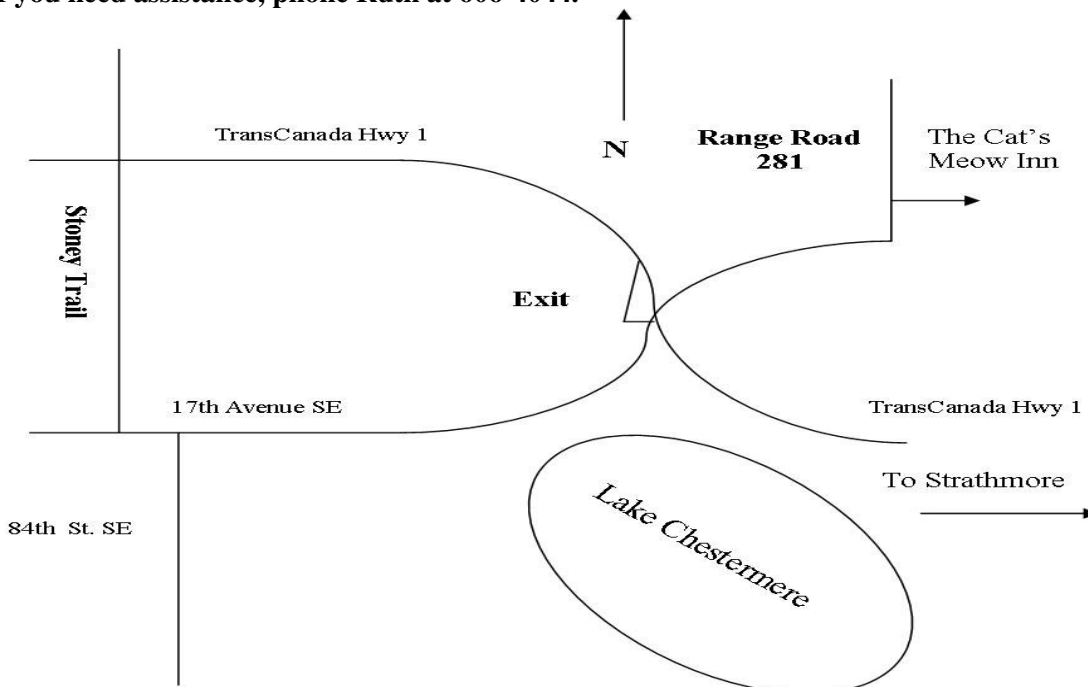 you need assistance, phone Ruth at
TransCanada Hwy 1
N
Range Road
281
The Cat's
Meow Inn
Stoney Trail
Exit
17th Avenue SE
TransCanada Hwy 1
To Strathmore
84th St. SE
Lake Chestermere